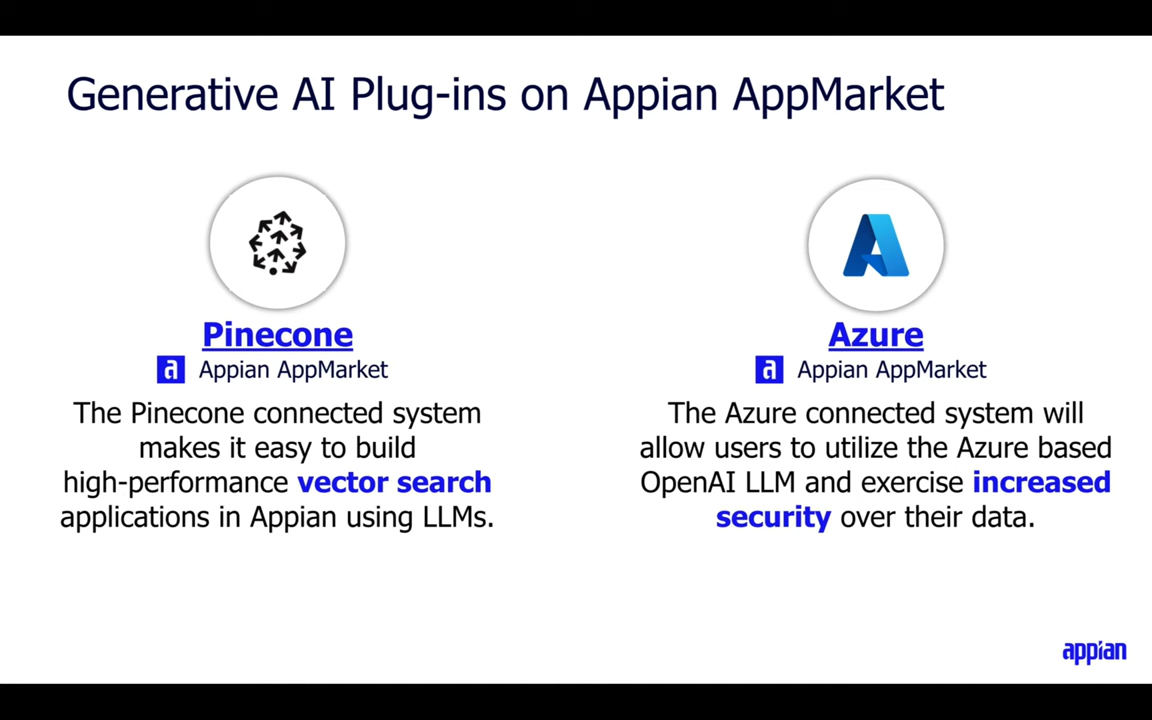 Generative AI Plug-ins on Appian AppMarket
Pinecone
a Appian AppMarket
The Pinecone connected system
makes it easy to build
high-performance vector search
applications in Appian using LLMs.
Azure
a Appian AppMarket
The Azure connected system will
allow users to utilize the Azure based
OpenAI LLM and exercise increased
security over their data.
appian